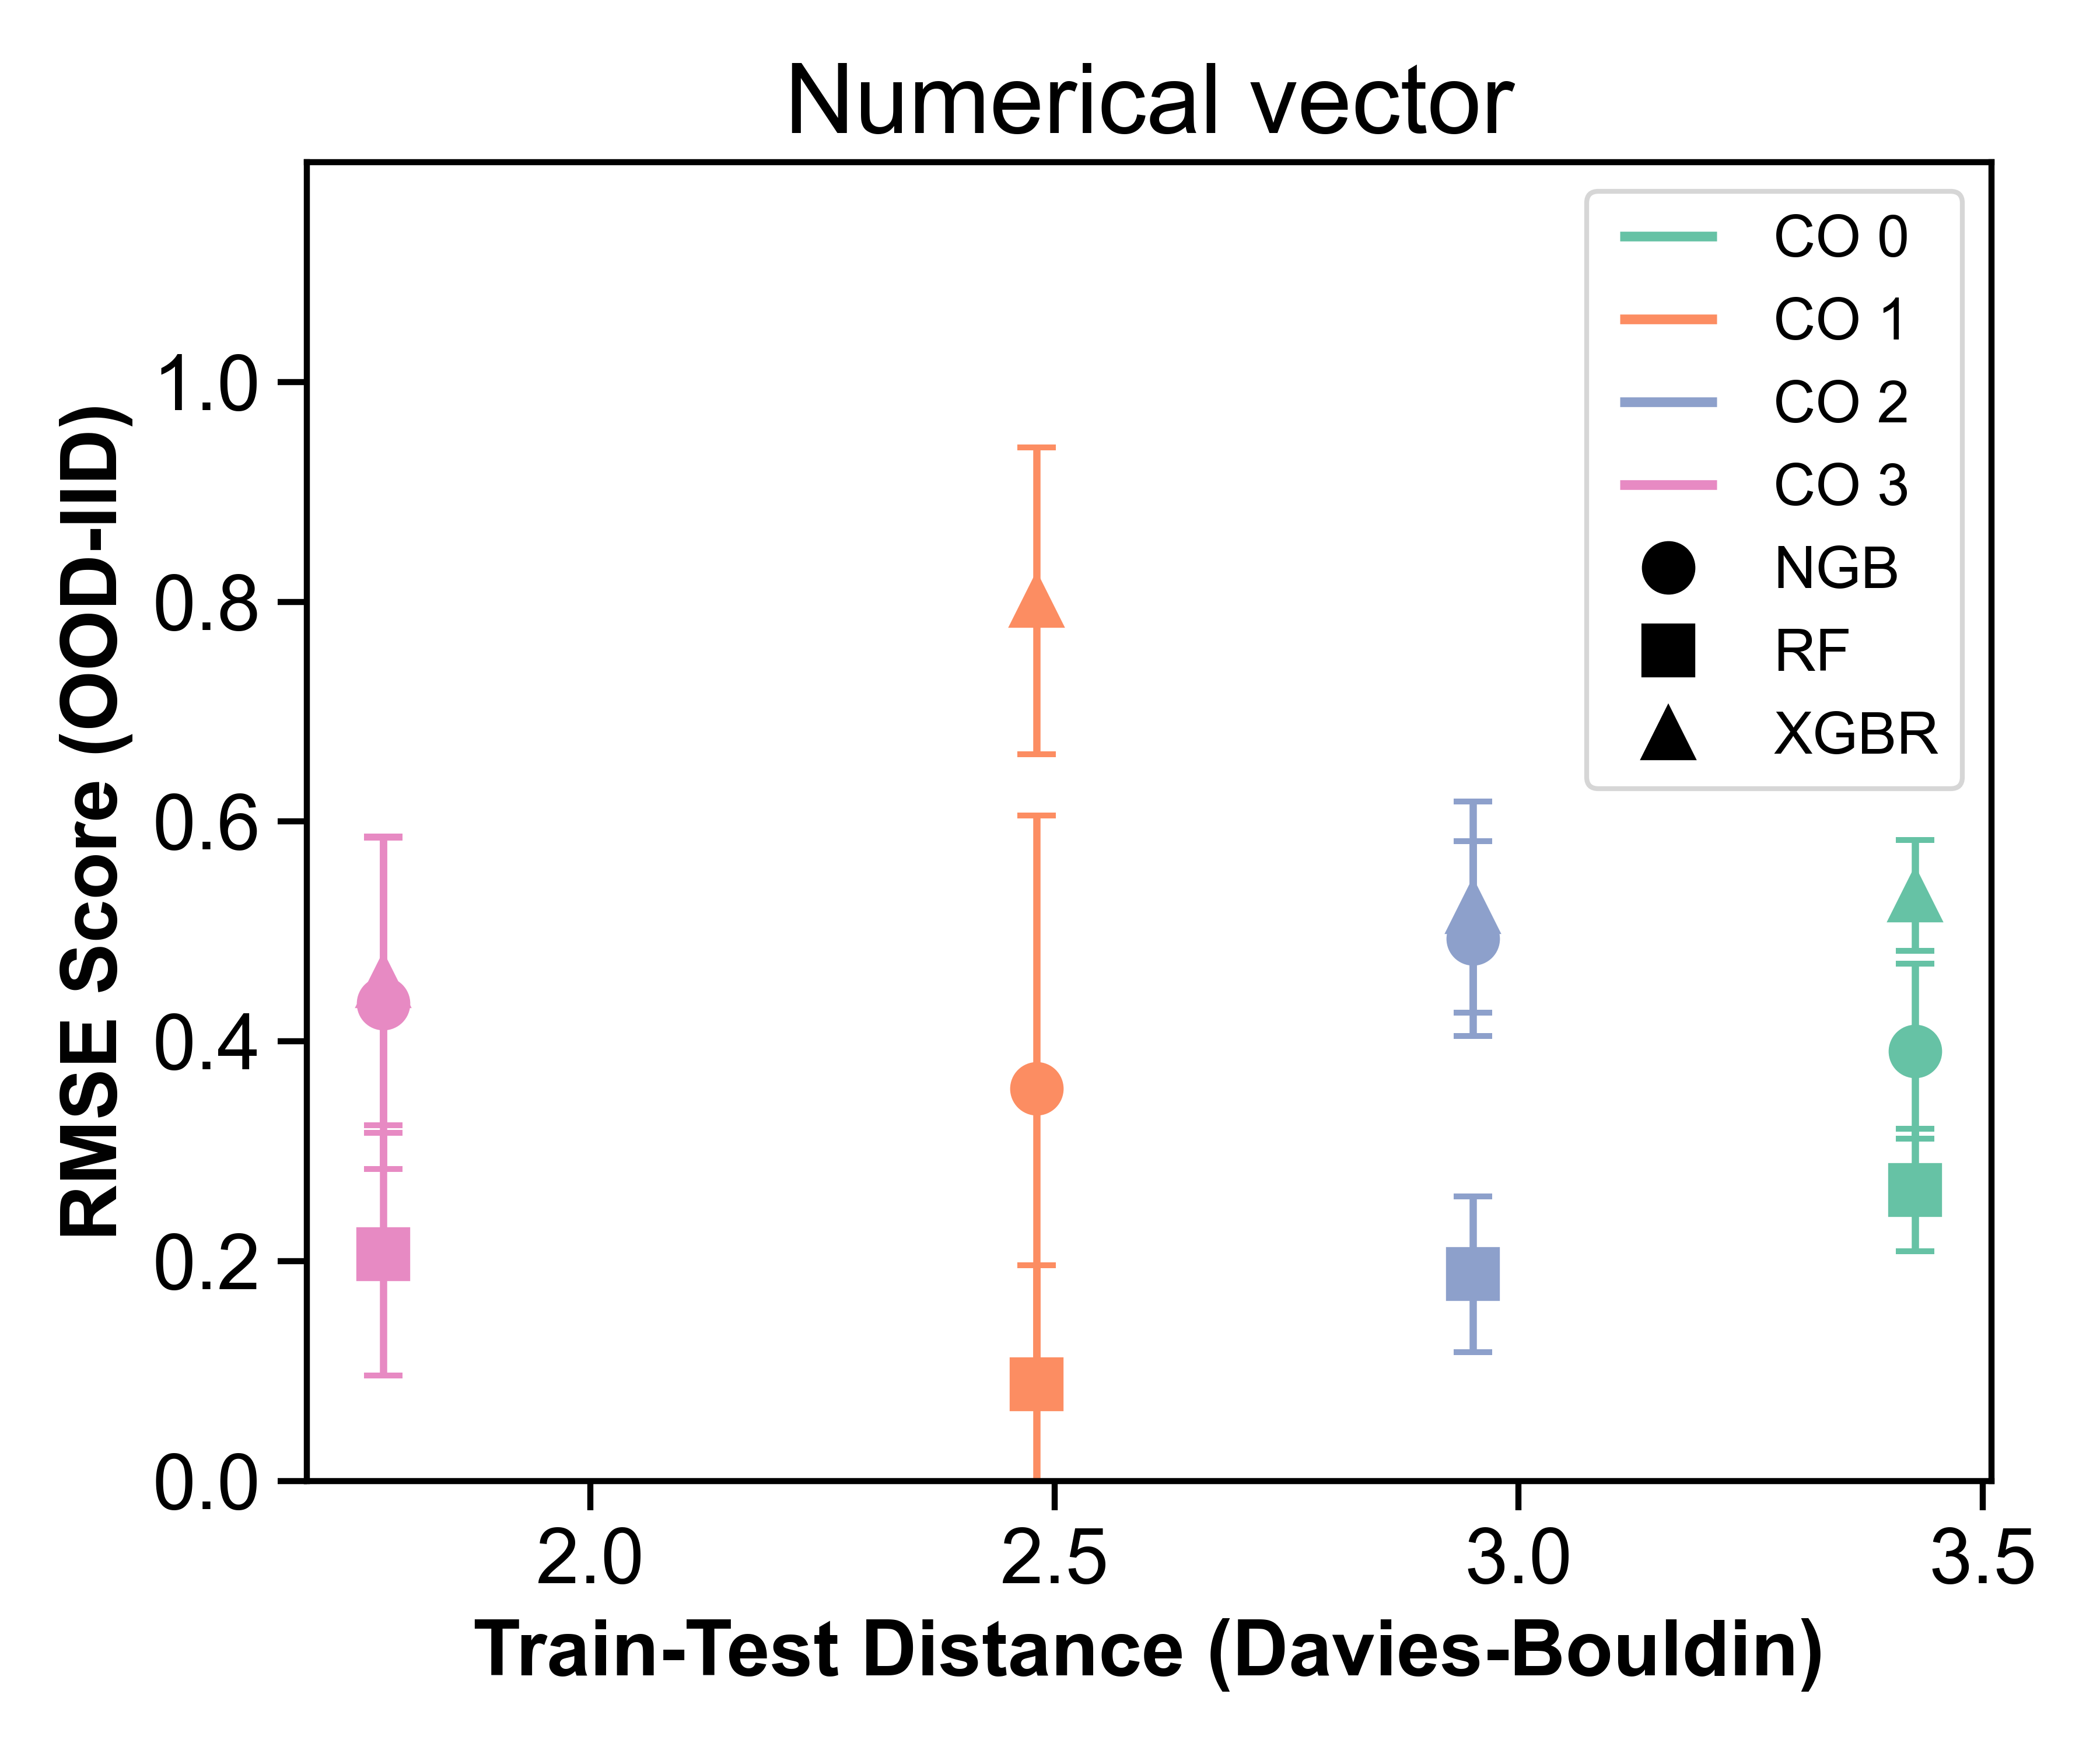 Numerical vector
RMSE Score (OOD-IID)
1.0
0.8
0.6
0.4
0.2
0.0
CO 0
CO 1
CO 2
CO 3
NGB
RF
XGBR
2.0 2.5 3.0 3.5
Train-Test Distance (Davies-Bouldin)